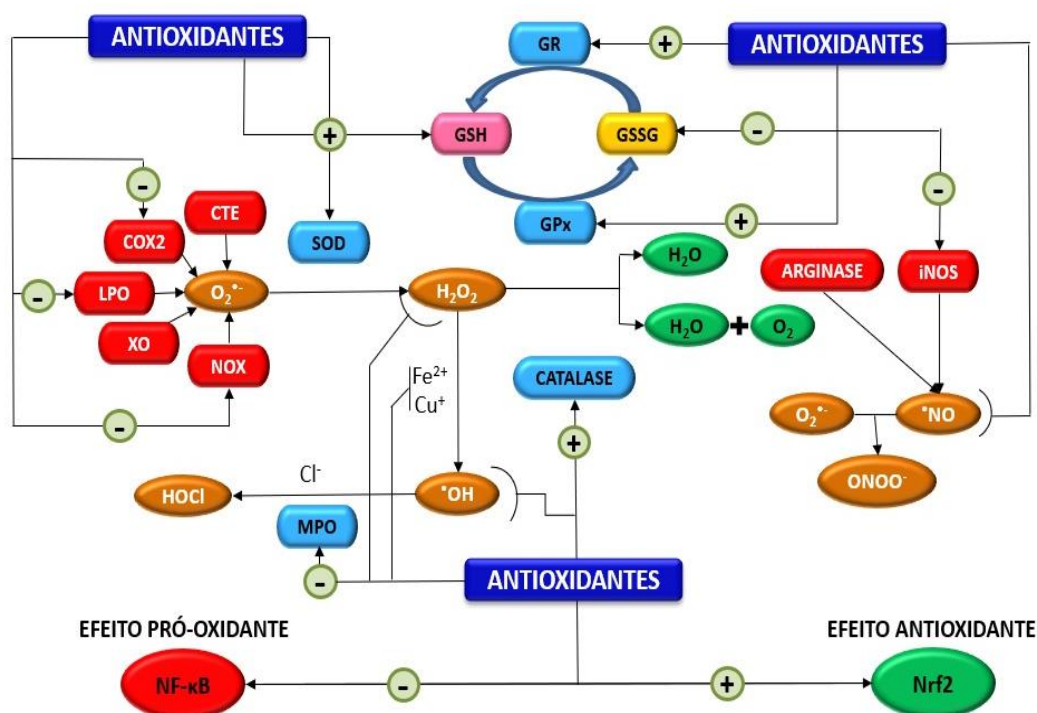 ANTIOXIDANTES
GR
+
ANTIOXIDANTES
+
GSH
GSSG
-
-
CTE
COX2
SOD
GPx
+
H₂O
ARGINASE
iNOS
-
LPO
O₂•-
H₂O₂
XO
NOX
H₂O + O₂
Fe²⁺
Cu⁺
CATALASE
-
+
O₂•-
•NO
ONOO⁻
HOCl
Cl⁻
•OH
MPO
-
ANTIOXIDANTES
EFEITO PRÓ-OXIDANTE
EFEITO ANTIOXIDANTE
NF-κB
-
+
Nrf2